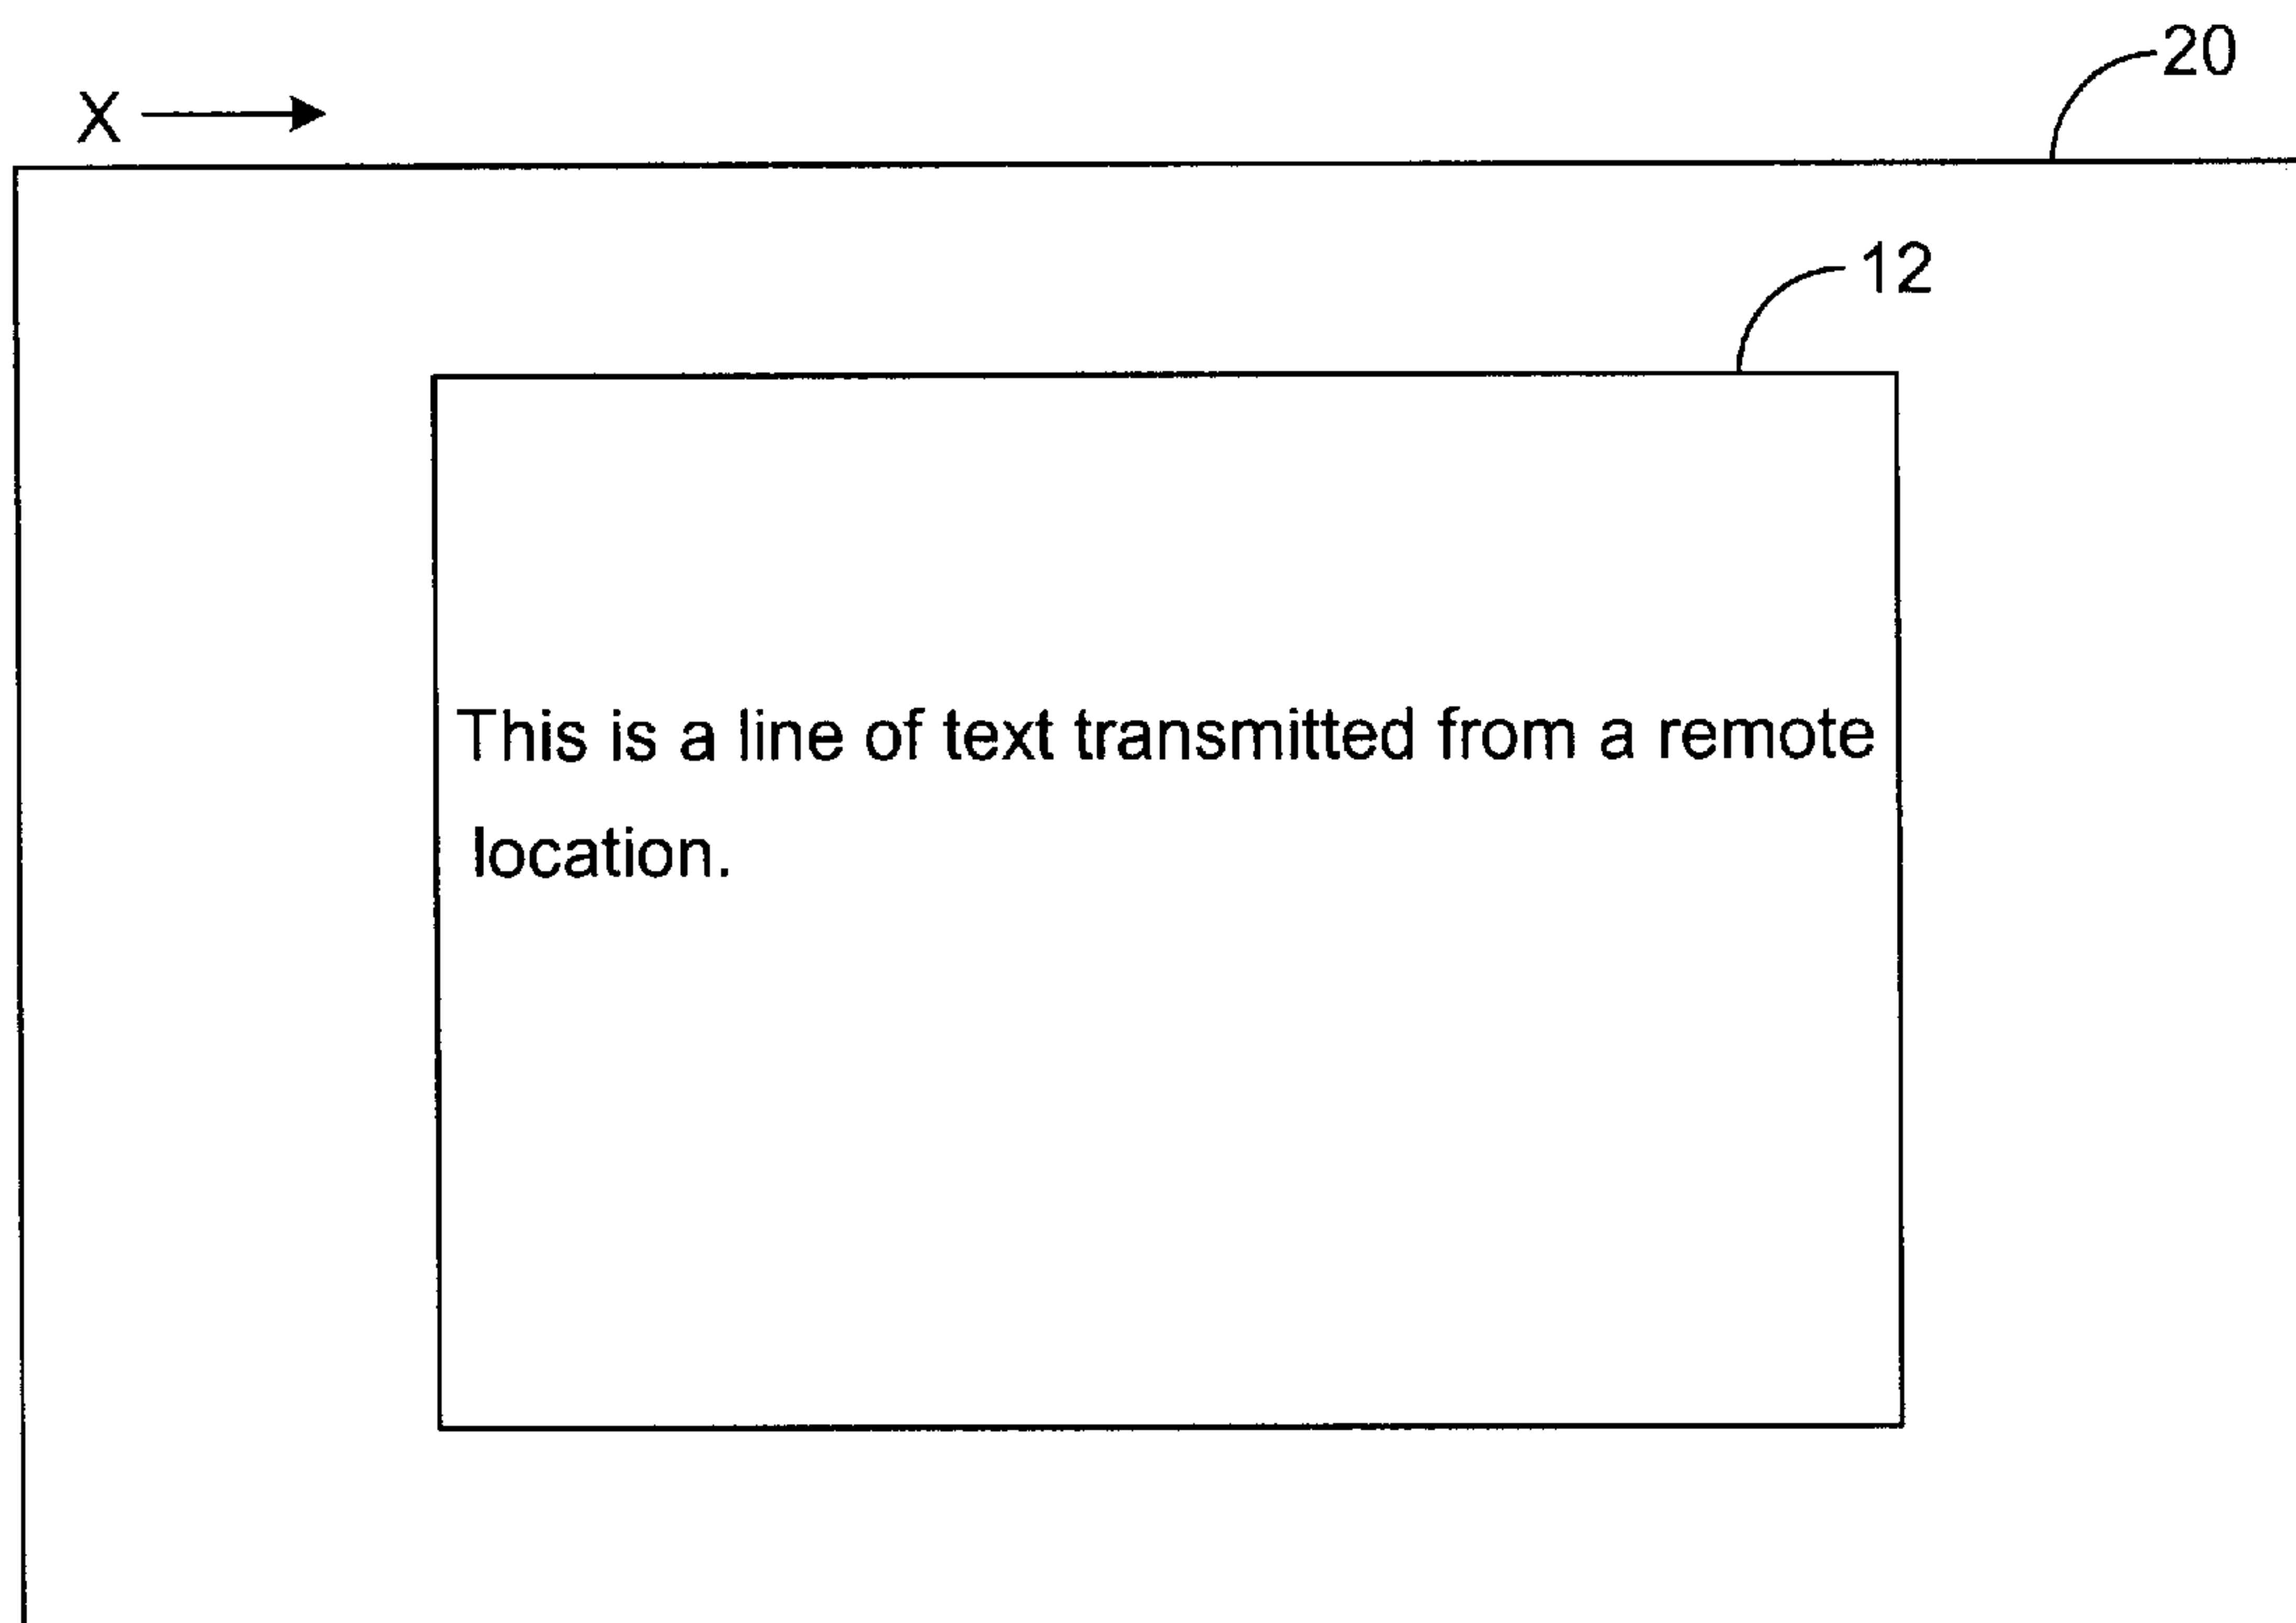 20
X
12
This is a line of text transmitted from a remote
location.